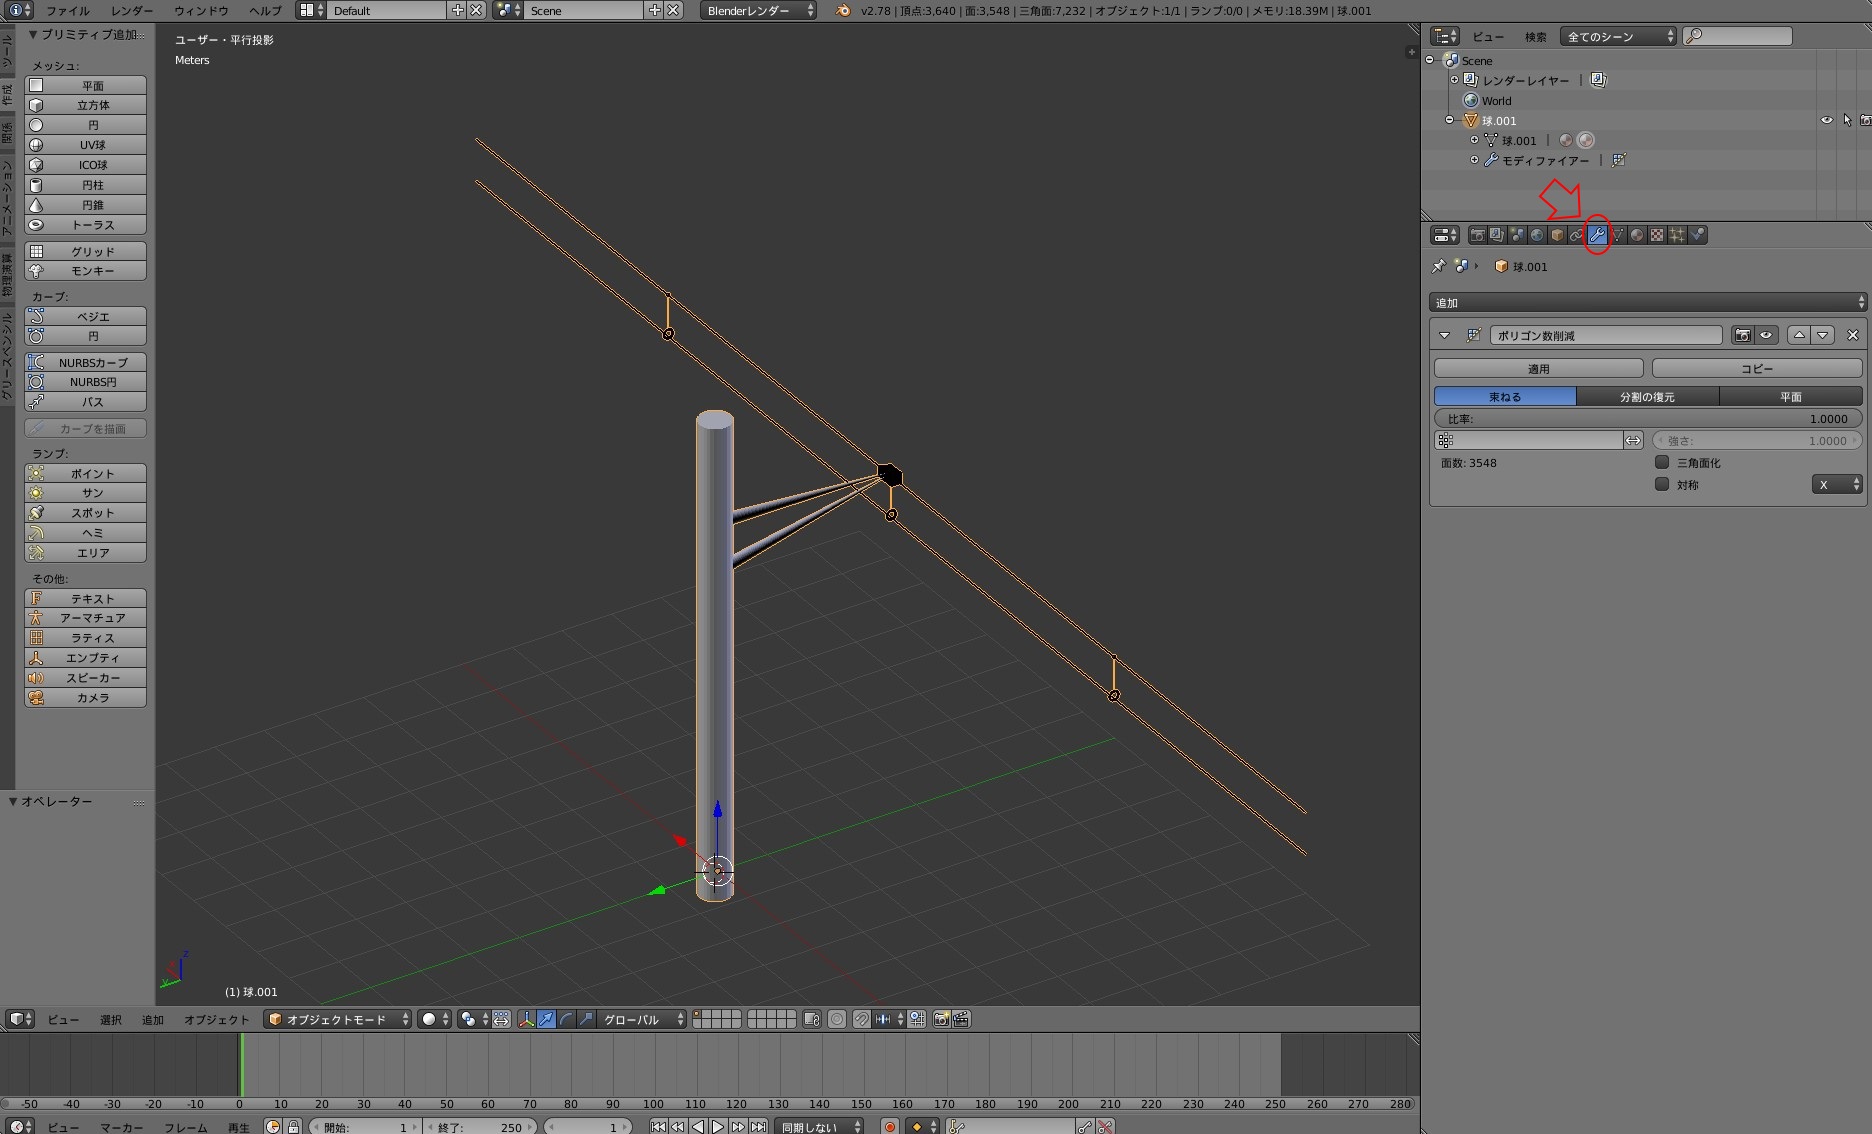 ファイル レンダー ウィンドウ ヘルプ Default Scene Blenderレンダー v2.78 | 頂点:3,640 | 面:3,548 | 三角面:7,232 | オブジェクト:1/1 | ランプ:0/0 | メモリ:18.39M | 球.001
ツール
作成
関係
アニメーション
物理演算
グリースペンシル
▼プリミティブ追加
メッシュ:
平面
立方体
円
UV球
ICO球
円柱
円錐
トーラス
グリッド
モンキー
カーブ:
ベジエ
円
NURBSカーブ
NURBS円
パス
カーブを描画
ランプ:
ポイント
サン
スポット
ヘミ
エリア
その他:
テキスト
アーマチュア
ラティス
エンプティ
スピーカー
カメラ
▼オペレーター
ユーザー・平行投影
Meters
(1) 球.001
ビュー 選択 追加 オブジェクト オブジェクトモード グローバル
-50 -40 -30 -20 -10 0 10 20 30 40 50 60 70 80 90 100 110 120 130 140 150 160 170 180 190 200 210 220 230 240 250 260 270 280
ビュー マーカー フレーム 再生 開始: 1 終了: 250 1 同期しない
ビュー 検索 全てのシーン
Scene
レンダーレイヤー |
World
球.001
球.001 |
モディファイアー |
球.001
追加
ポリゴン数削減
適用 コピー
束ねる 分割の復元 平面
比率: 1.0000
強さ: 1.0000
面数: 3548 三角面化
対称 X